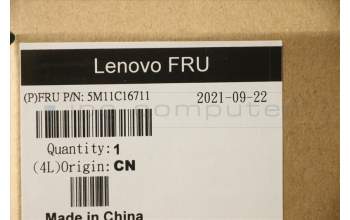 Lenovo FRU
(P)FRU P/N: 5M11C16711 2021-09-22
Quantity: 1
(4L)Origin: CN
Made in China